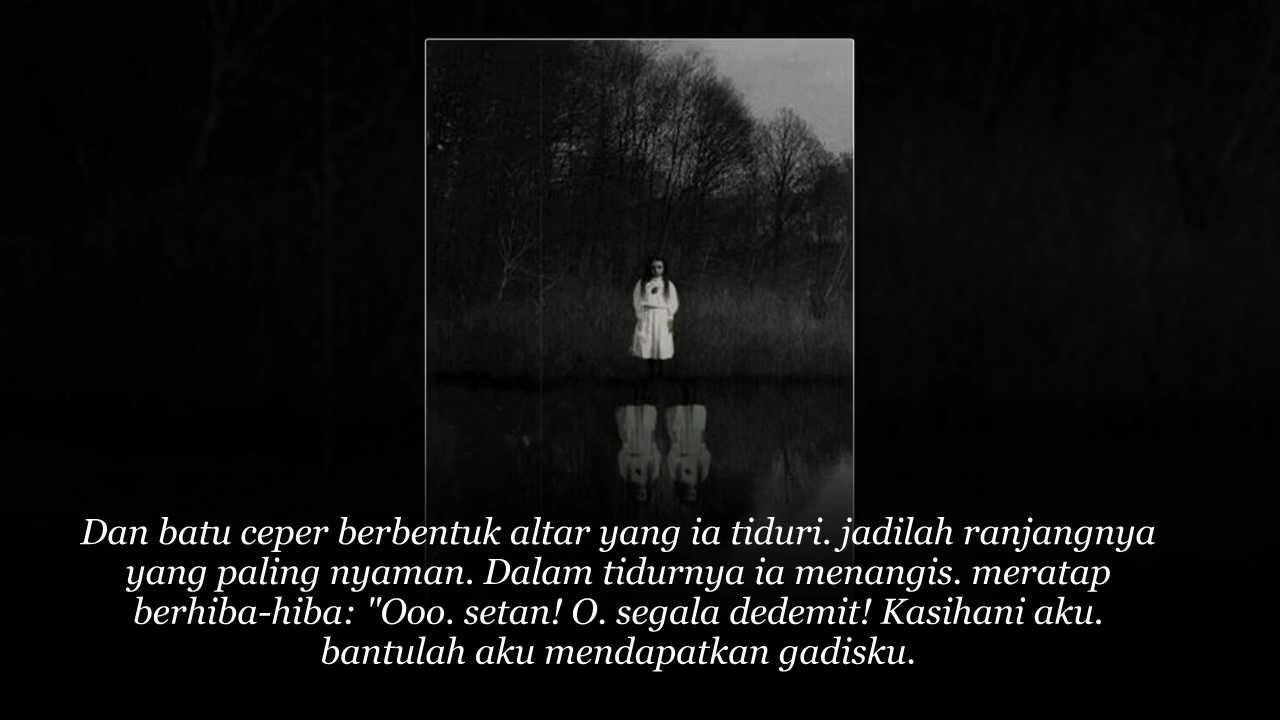 Dan batu ceper berbentuk altar yang ia tiduri. jadilah ranjangnya
yang paling nyaman. Dalam tidurnya ia menangis. meratap
berhiba-hiba: "Ooo. setan! O. segala dedemit! Kasihani aku.
bantulah aku mendapatkan gadisku.